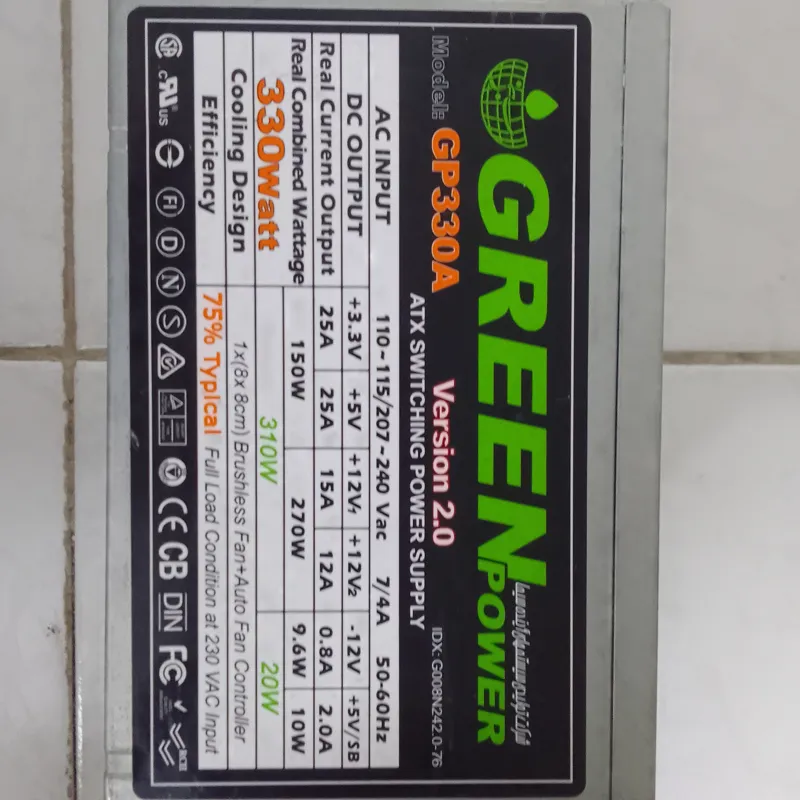 GREEN
POWER
Model: GP330A Version 2.0
IDX: G008N242.0-76
ATX SWITCHING POWER SUPPLY
AC INPUT 110~115/207~240 Vac 7/4A 50-60Hz
DC OUTPUT +3.3V +5V +12V1 +12V2 -12V +5V/SB
Real Current Output 25A 25A 15A 12A 0.8A 2.0A
Real Combined Wattage 150W 270W 9.6W 10W
330Watt 310W 20W
Cooling Design 1x(8x 8cm) Brushless Fan+Auto Fan Controller
Efficiency 75% Typical Full Load Condition at 230 VAC Input
SA c RU US FI D N S CE CB DIN FC